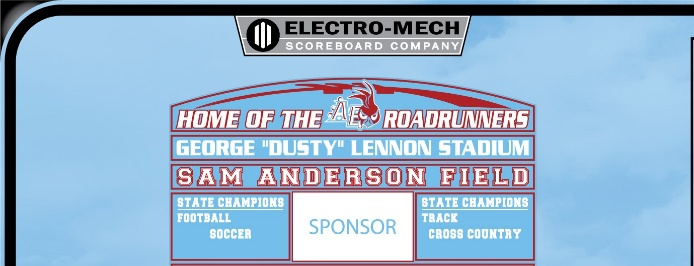 ELECTRO-MECH
SCOREBOARD COMPANY
HOME OF THE AE ROADRUNNERS
GEORGE "DUSTY" LENNON STADIUM
SAM ANDERSON FIELD
STATE CHAMPIONS
FOOTBALL
SOCCER
SPONSOR
STATE CHAMPIONS
TRACK
CROSS COUNTRY